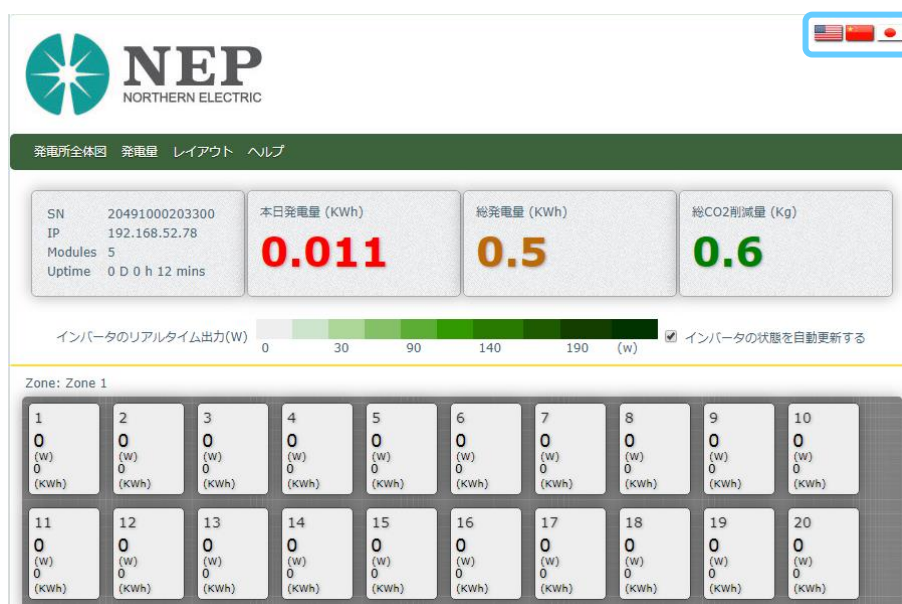 NEP
NORTHERN ELECTRIC
発電所全体図 発電量 レイアウト ヘルプ
SN 20491000203300
IP 192.168.52.78
Modules 5
Uptime 0 D 0 h 12 mins
本日発電量 (KWh)
0.011
総発電量 (KWh)
0.5
総CO2削減量 (Kg)
0.6
インバータのリアルタイム出力(W)
0 30 90 140 190 (w)
インバータの状態を自動更新する
Zone: Zone 1
1 2 3 4 5 6 7 8 9 10
0 0 0 0 0 0 0 0 0 0
(W) (W) (W) (W) (W) (W) (W) (W) (W) (W)
0 0 0 0 0 0 0 0 0 0
(KWh) (KWh) (KWh) (KWh) (KWh) (KWh) (KWh) (KWh) (KWh) (KWh)
11 12 13 14 15 16 17 18 19 20
0 0 0 0 0 0 0 0 0 0
(W) (W) (W) (W) (W) (W) (W) (W) (W) (W)
0 0 0 0 0 0 0 0 0 0
(KWh) (KWh) (KWh) (KWh) (KWh) (KWh) (KWh) (KWh) (KWh) (KWh)